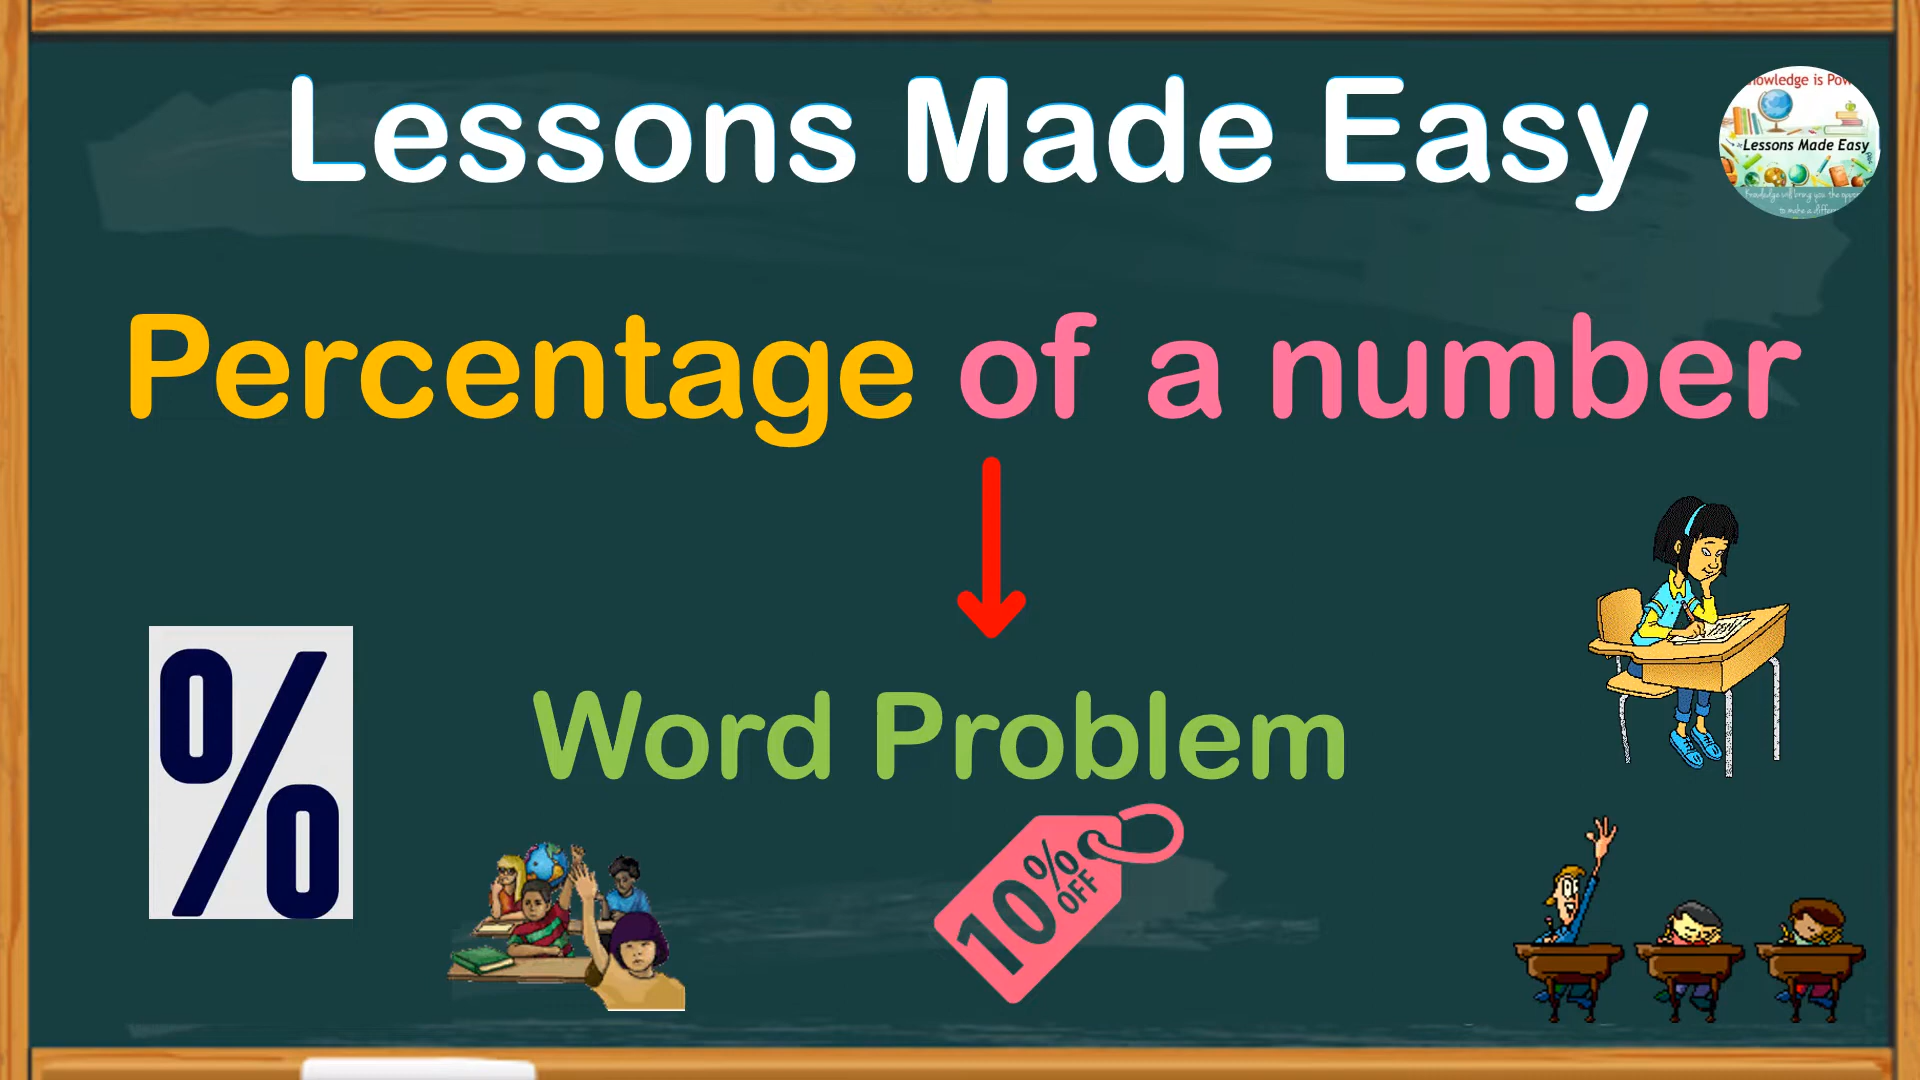 Lessons Made Easy
Lessons Made Easy
Percentage of a number
%
Word Problem
10%
OFF